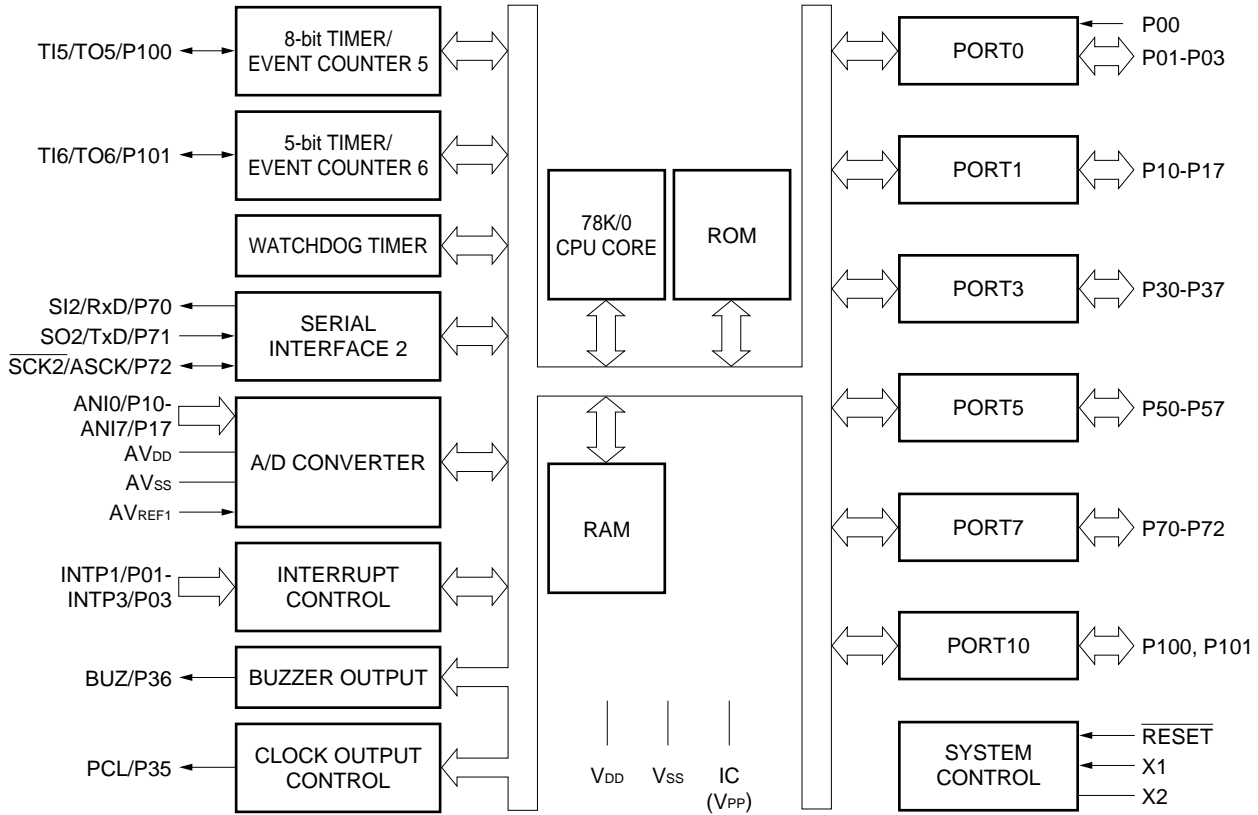 TI5/TO5/P100
8-bit TIMER/
EVENT COUNTER 5
TI6/TO6/P101
5-bit TIMER/
EVENT COUNTER 6
WATCHDOG TIMER
SI2/RxD/P70
SO2/TxD/P71
SCK2/ASCK/P72
SERIAL
INTERFACE 2
ANI0/P10-
ANI7/P17
AVDD
AVSS
AVREF1
A/D CONVERTER
INTP1/P01-
INTP3/P03
INTERRUPT
CONTROL
BUZ/P36
BUZZER OUTPUT
PCL/P35
CLOCK OUTPUT
CONTROL
78K/0
CPU CORE
ROM
RAM
VDD
VSS
IC
(VPP)
PORT0
P00
P01-P03
PORT1
P10-P17
PORT3
P30-P37
PORT5
P50-P57
PORT7
P70-P72
PORT10
P100, P101
SYSTEM
CONTROL
RESET
X1
X2